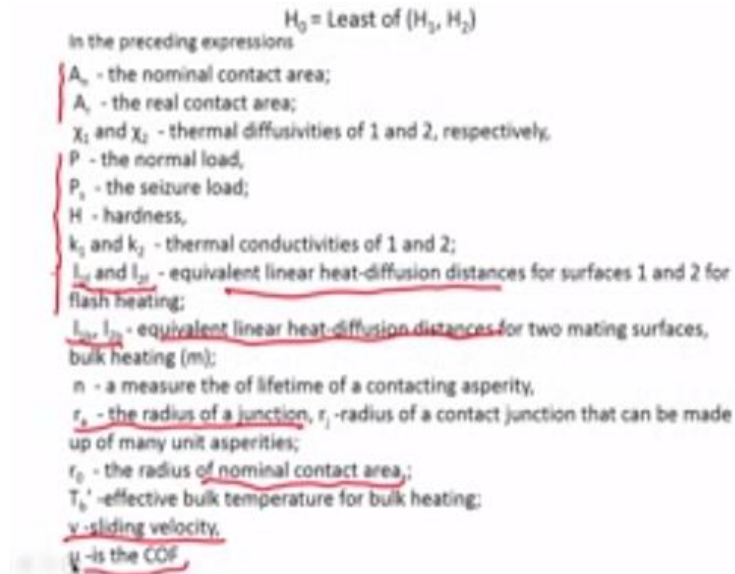 H₀ = Least of (H₁, H₂)
In the preceding expressions
Aₙ - the nominal contact area;
Aᵣ - the real contact area;
χ₁ and χ₂ - thermal diffusivities of 1 and 2, respectively,
P - the normal load,
Pₛ - the seizure load;
H - hardness,
k₁ and k₂ - thermal conductivities of 1 and 2;
and - equivalent linear heat-diffusion distances for surfaces 1 and 2 for
flash heating;
- equivalent linear heat-diffusion distances for two mating surfaces,
bulk heating (m);
n - a measure the of lifetime of a contacting asperity,
rₐ - the radius of a junction, rⱼ -radius of a contact junction that can be made
up of many unit asperities;
r₀ - the radius of nominal contact area,;
T_b' -effective bulk temperature for bulk heating;
v -sliding velocity,
μ -is the COF,